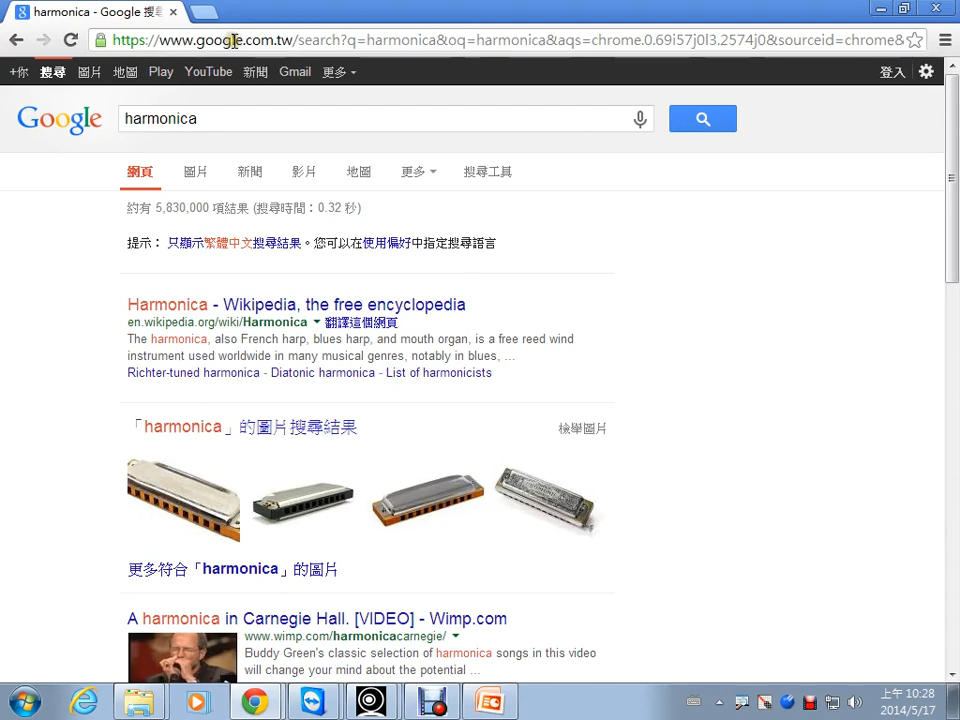 harmonica - Google 搜尋
https://www.google.com.tw/search?q=harmonica&oq=harmonica&aqs=chrome.0.69i57j0l3.2574j0&sourceid=chrome&
+你 搜尋 圖片 地圖 Play YouTube 新聞 Gmail 更多 登入
Google harmonica
網頁 圖片 新聞 影片 地圖 更多 搜尋工具
約有 5,830,000 項結果 (搜尋時間：0.32 秒)
提示： 只顯示繁體中文搜尋結果。您可以在使用偏好中指定搜尋語言
Harmonica - Wikipedia, the free encyclopedia
en.wikipedia.org/wiki/Harmonica 翻譯這個網頁
The harmonica, also French harp, blues harp, and mouth organ, is a free reed wind
instrument used worldwide in many musical genres, notably in blues, ...
Richter-tuned harmonica - Diatonic harmonica - List of harmonicists
「harmonica」的圖片搜尋結果 檢舉圖片
更多符合「harmonica」的圖片
A harmonica in Carnegie Hall. [VIDEO] - Wimp.com
www.wimp.com/harmonicacarnegie/
Buddy Green's classic selection of harmonica songs in this video
will change your mind about the potential ...
上午 10:28
2014/5/17